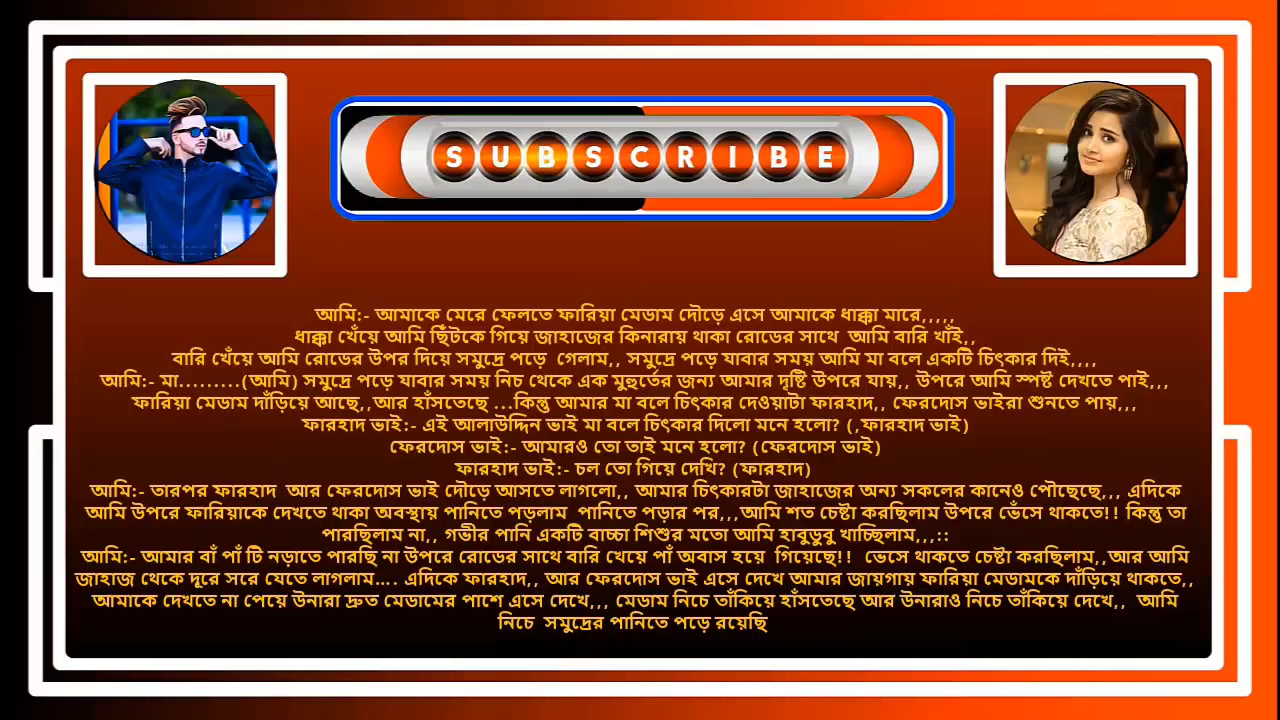 SUBSCRIBE
আমি:- আমাকে মেরে ফেলতে ফারিয়া মেডাম দৌড়ে এসে আমাকে ধাক্কা মারে,,,,,
ধাক্কা খেঁয়ে আমি ছিঁটকে গিয়ে জাহাজের কিনারায় থাকা রোডের সাথে আমি বারি খাঁই,,
বারি খেঁয়ে আমি রোডের উপর দিয়ে সমুদ্রে পড়ে গেলাম,, সমুদ্রে পড়ে যাবার সময় আমি মা বলে একটি চিৎকার দিই,,,,
আমি:- মা.........(আমি) সমুদ্রে পড়ে যাবার সময় নিচ থেকে এক মুহুর্তের জন্য আমার দৃষ্টি উপরে যায়,, উপরে আমি স্পষ্ট দেখতে পাই,,,
ফারিয়া মেডাম দাঁড়িয়ে আছে,,আর হাঁসতেছে ...কিন্তু আমার মা বলে চিৎকার দেওয়াটা ফারহাদ,, ফেরদোস ভাইরা শুনতে পায়,,,
ফারহাদ ভাই:- এই আলাউদ্দিন ভাই মা বলে চিৎকার দিলো মনে হলো? (,ফারহাদ ভাই)
ফেরদোস ভাই:- আমারও তো তাই মনে হলো? (ফেরদোস ভাই)
ফারহাদ ভাই:- চল তো গিয়ে দেখি? (ফারহাদ)
আমি:- তারপর ফারহাদ আর ফেরদোস ভাই দৌড়ে আসতে লাগলো,, আমার চিৎকারটা জাহাজের অন্য সকলের কানেও পৌছেছে,,, এদিকে
আমি উপরে ফারিয়াকে দেখতে থাকা অবস্থায় পানিতে পড়লাম পানিতে পড়ার পর,,,আমি শত চেষ্টা করছিলাম উপরে ভেঁসে থাকতে!! কিন্তু তা
পারছিলাম না,, গভীর পানি একটি বাচ্চা শিশুর মতো আমি হাবুডুবু খাচ্ছিলাম,,,::
আমি:- আমার বাঁ পাঁ টি নড়াতে পারছি না উপরে রোডের সাথে বারি খেয়ে পাঁ অবাস হয়ে গিয়েছে!! ভেসে থাকতে চেষ্টা করছিলাম,,আর আমি
জাহাজ থেকে দূরে সরে যেতে লাগলাম.... এদিকে ফারহাদ,, আর ফেরদোস ভাই এসে দেখে আমার জায়গায় ফারিয়া মেডামকে দাঁড়িয়ে থাকতে,,
আমাকে দেখতে না পেয়ে উনারা দ্রুত মেডামের পাশে এসে দেখে,,, মেডাম নিচে তাঁকিয়ে হাঁসতেছে আর উনারাও নিচে তাঁকিয়ে দেখে,, আমি
নিচে সমুদ্রের পানিতে পড়ে রয়েছি